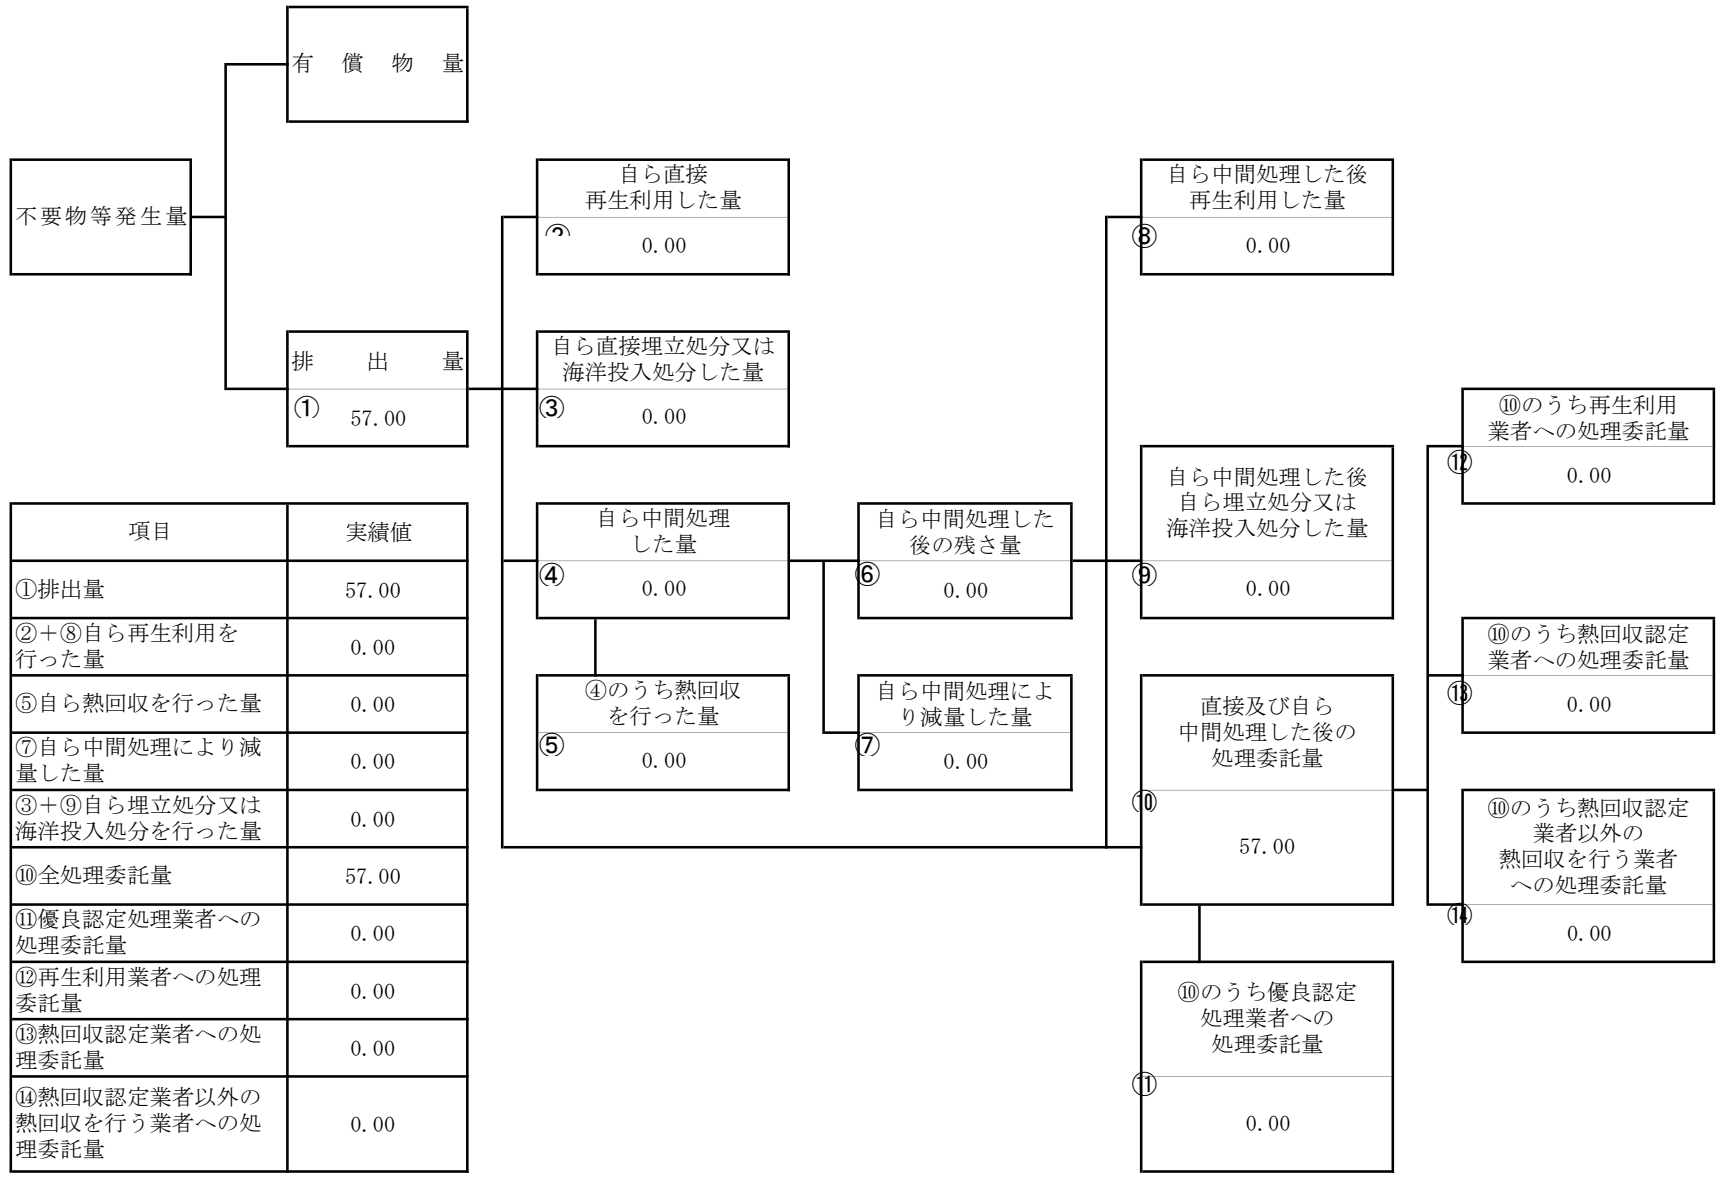 有償物量
不要物等発生量
排出量
①
57.00
自ら直接
再生利用した量
0.00
自ら直接埋立処分又は
海洋投入処分した量
③
0.00
自ら中間処理
した量
④
0.00
④のうち熱回収
を行った量
⑤
0.00
自ら中間処理した
後の残さ量
⑥
0.00
自ら中間処理によ
り減量した量
⑦
0.00
自ら中間処理した後
再生利用した量
⑧
0.00
自ら中間処理した後
自ら埋立処分又は
海洋投入処分した量
⑨
0.00
直接及び自ら
中間処理した後の
処理委託量
⑩
57.00
⑩のうち優良認定
処理業者への
処理委託量
⑪
0.00
⑩のうち再生利用
業者への処理委託量
⑫
0.00
⑩のうち熱回収認定
業者への処理委託量
⑬
0.00
⑩のうち熱回収認定
業者以外の
熱回収を行う業者
への処理委託量
⑭
0.00
項目
実績値
①排出量
57.00
②+⑧自ら再生利用を
行った量
0.00
⑤自ら熱回収を行った量
0.00
⑦自ら中間処理により減
量した量
0.00
③+⑨自ら埋立処分又は
海洋投入処分を行った量
0.00
⑩全処理委託量
57.00
⑪優良認定処理業者への
処理委託量
0.00
⑫再生利用業者への処理
委託量
0.00
⑬熱回収認定業者への処
理委託量
0.00
⑭熱回収認定業者以外の
熱回収を行う業者への処
理委託量
0.00